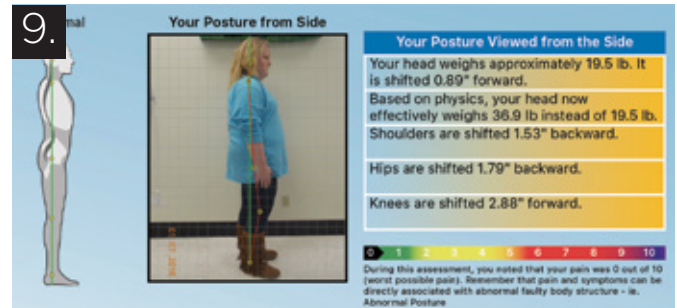 9.
mal
Your Posture from Side
Your Posture Viewed from the Side
Your head weighs approximately 19.5 lb. It
is shifted 0.89" forward.
Based on physics, your head now
effectively weighs 36.9 lb instead of 19.5 lb.
Shoulders are shifted 1.53" backward.
Hips are shifted 1.79" backward.
Knees are shifted 2.88" forward.
0 1 2 3 4 5 6 7 8 9 10
During this assessment, you noted that your pain was 0 out of 10
(worst possible pain). Remember that pain and symptoms can be
directly associated with abnormal faulty body structure - ie.
Abnormal Posture